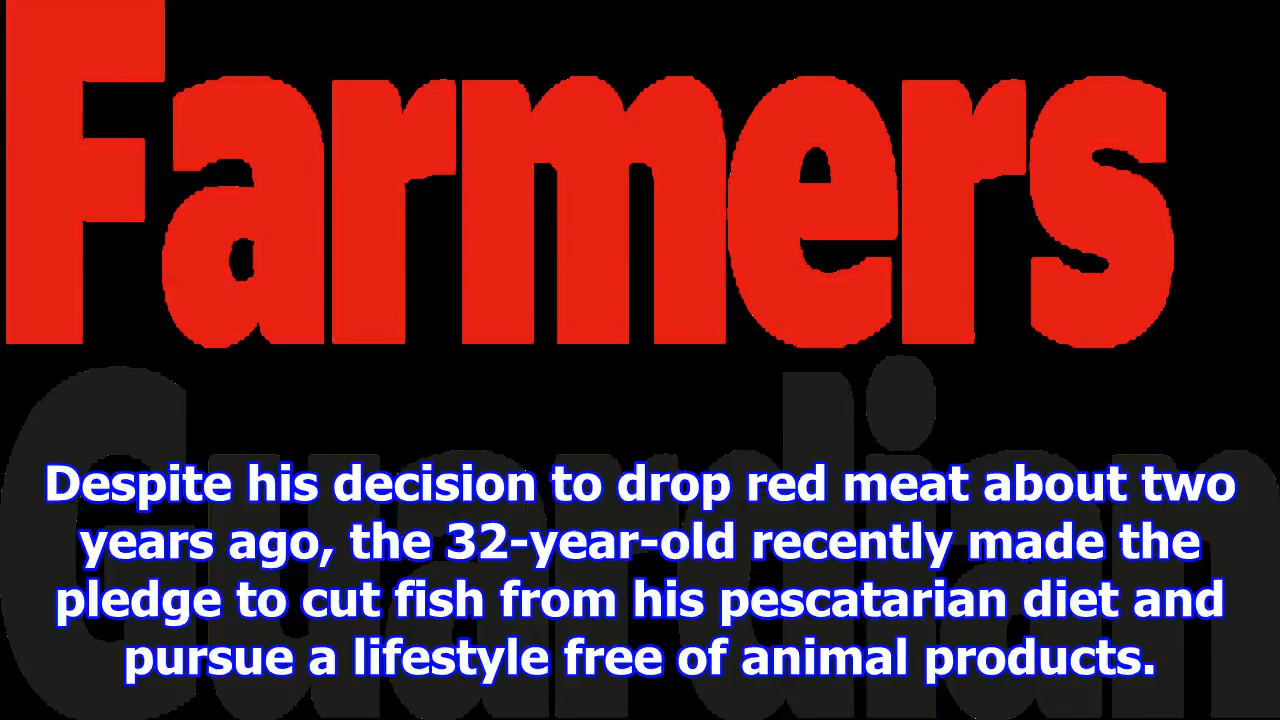 Farmers
Guardian
Despite his decision to drop red meat about two
years ago, the 32-year-old recently made the
pledge to cut fish from his pescatarian diet and
pursue a lifestyle free of animal products.